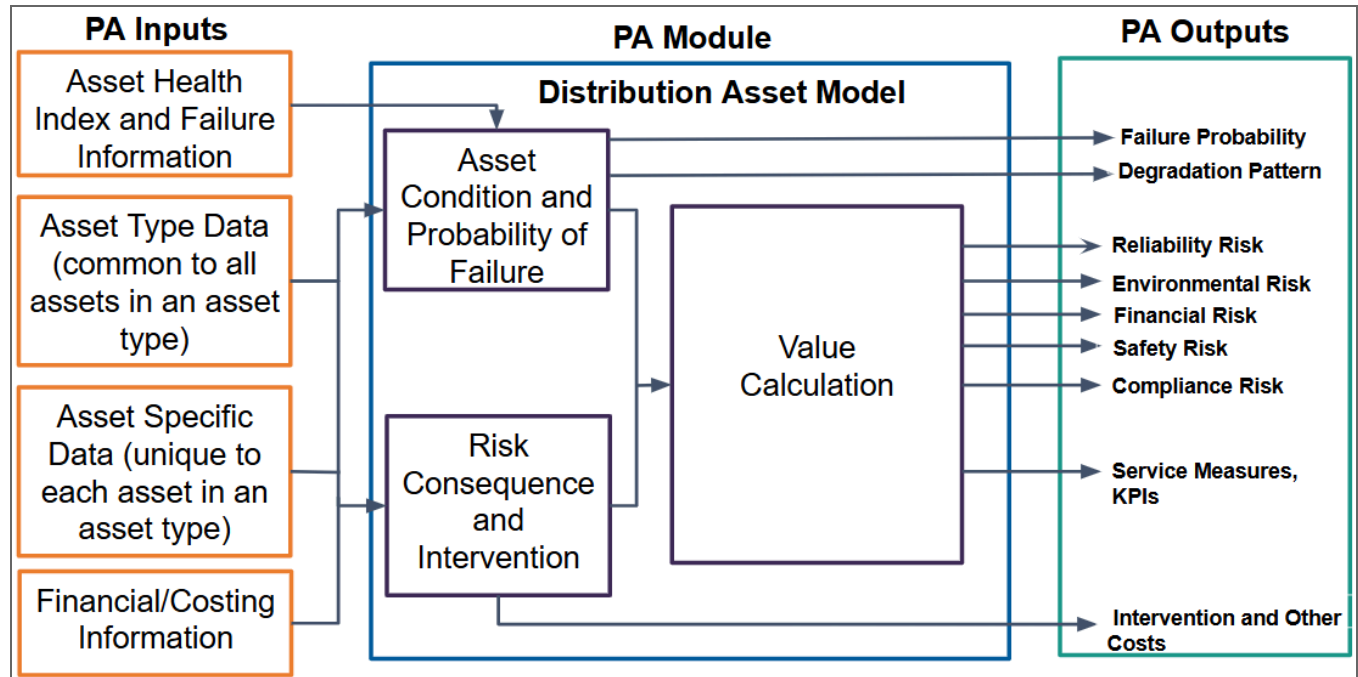 PA Inputs
Asset Health
Index and Failure
Information
Asset Type Data
(common to all
assets in an asset
type)
Asset Specific
Data (unique to
each asset in an
asset type)
Financial/Costing
Information
PA Module
Distribution Asset Model
Asset
Condition and
Probability of
Failure
Risk
Consequence
and
Intervention
Value
Calculation
PA Outputs
Failure Probability
Degradation Pattern
Reliability Risk
Environmental Risk
Financial Risk
Safety Risk
Compliance Risk
Service Measures,
KPIs
Intervention and Other
Costs